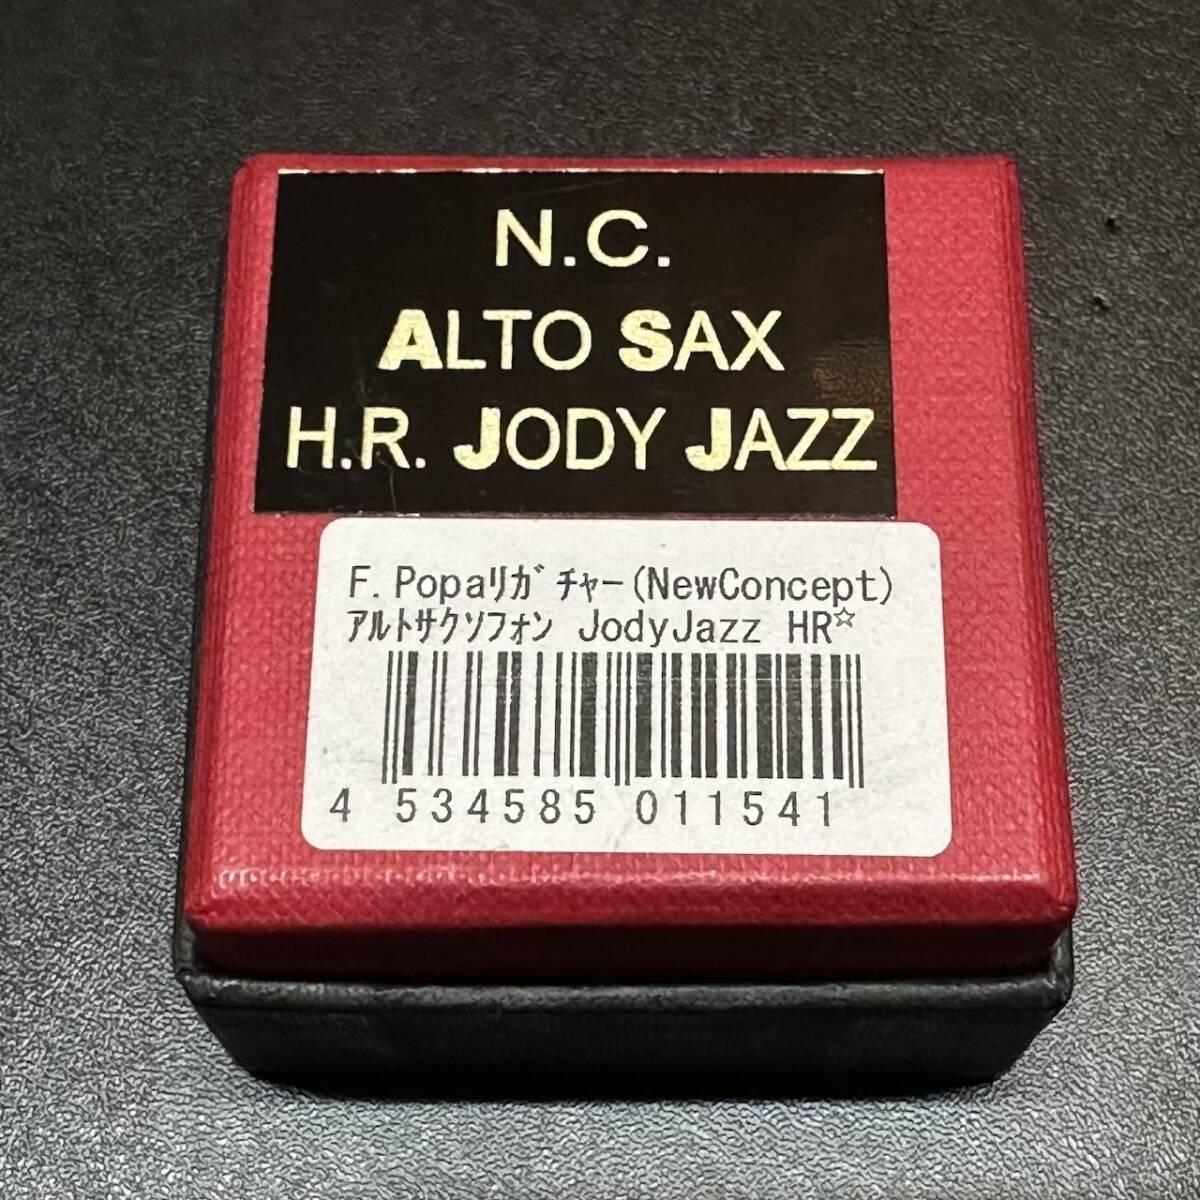 N.C.
ALTO SAX
H.R. JODY JAZZ
F.Popaﾘｶﾞﾁｬｰ(NewConcept)
ｱﾙﾄｻｸｿﾌｫﾝ JodyJazz HR☆
4 534585 011541